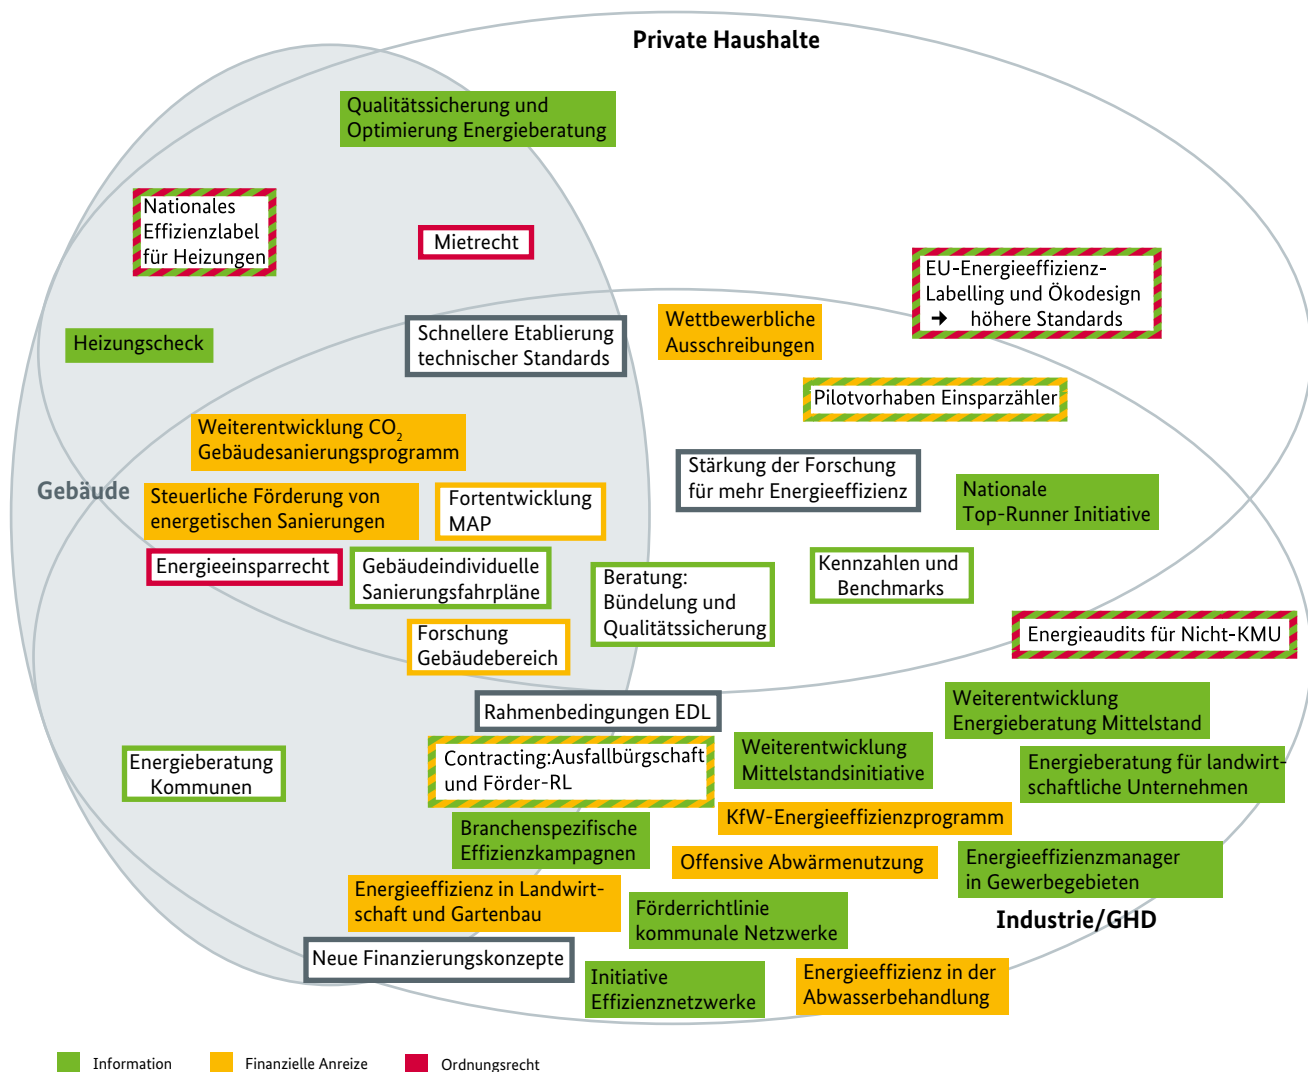 Private Haushalte
Qualitätssicherung und
Optimierung Energieberatung
Nationales
Effizienzlabel
für Heizungen
Mietrecht
EU-Energieeffizienz-
Labelling und Ökodesign
→ höhere Standards
Heizungscheck
Schnellere Etablierung
technischer Standards
Wettbewerbliche
Ausschreibungen
Pilotvorhaben Einsparzähler
Weiterentwicklung CO₂
Gebäudesanierungsprogramm
Stärkung der Forschung
für mehr Energieeffizienz
Gebäude
Steuerliche Förderung von
energetischen Sanierungen
Fortentwicklung
MAP
Nationale
Top-Runner Initiative
Energieeinsparrecht
Gebäudeindividuelle
Sanierungsfahrpläne
Beratung:
Bündelung und
Qualitätssicherung
Kennzahlen und
Benchmarks
Forschung
Gebäudebereich
Energieaudits für Nicht-KMU
Rahmenbedingungen EDL
Weiterentwicklung
Energieberatung Mittelstand
Energieberatung
Kommunen
Contracting:Ausfallbürgschaft
und Förder-RL
Weiterentwicklung
Mittelstandsinitiative
Energieberatung für landwirt-
schaftliche Unternehmen
KfW-Energieeffizienzprogramm
Branchenspezifische
Effizienzkampagnen
Offensive Abwärmenutzung
Energieeffizienzmanager
in Gewerbegebieten
Energieeffizienz in Landwirt-
schaft und Gartenbau
Förderrichtlinie
kommunale Netzwerke
Industrie/GHD
Neue Finanzierungskonzepte
Initiative
Effizienznetzwerke
Energieeffizienz in der
Abwasserbehandlung
Information
Finanzielle Anreize
Ordnungsrecht